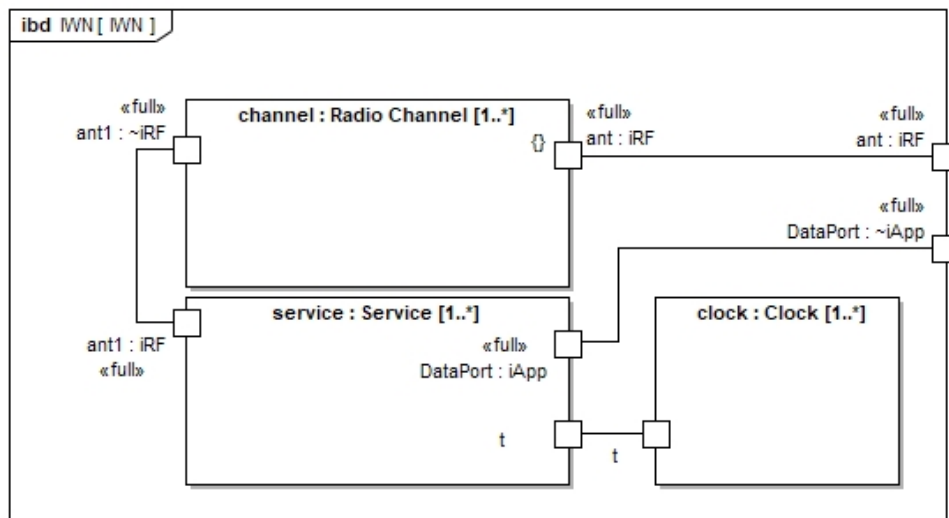 ibd IWN [ IWN ]
«full»
ant1 : ~iRF
channel : Radio Channel [1..*]
{}
«full»
ant : iRF
«full»
ant : iRF
«full»
DataPort : ~iApp
ant1 : iRF
«full»
service : Service [1..*]
«full»
DataPort : iApp
t
t
clock : Clock [1..*]